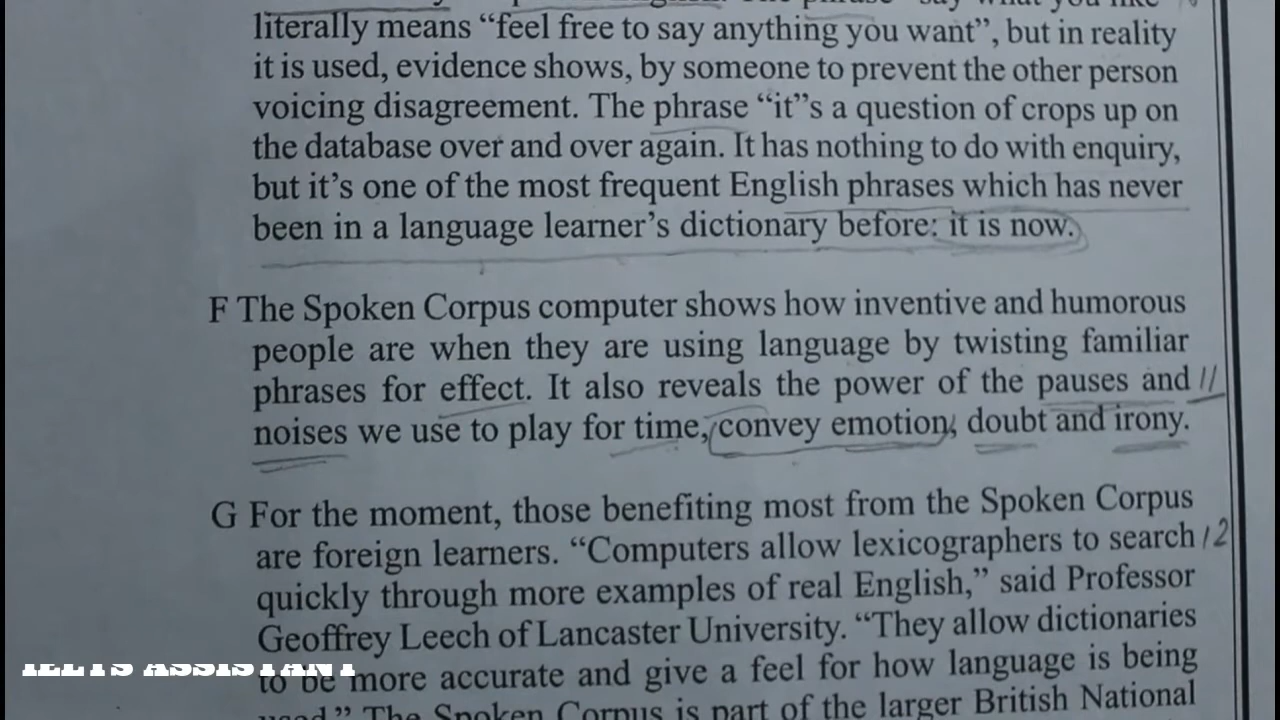 literally means “feel free to say anything you want”, but in reality
it is used, evidence shows, by someone to prevent the other person
voicing disagreement. The phrase “it”s a question of crops up on
the database over and over again. It has nothing to do with enquiry,
but it’s one of the most frequent English phrases which has never
been in a language learner’s dictionary before: it is now.
F The Spoken Corpus computer shows how inventive and humorous
people are when they are using language by twisting familiar
phrases for effect. It also reveals the power of the pauses and 11
noises we use to play for time, convey emotion, doubt and irony.
G For the moment, those benefiting most from the Spoken Corpus
are foreign learners. “Computers allow lexicographers to search 12
quickly through more examples of real English,” said Professor
Geoffrey Leech of Lancaster University. “They allow dictionaries
to be more accurate and give a feel for how language is being
used.” The Spoken Corpus is part of the larger British National
IELTS ASSISTANT